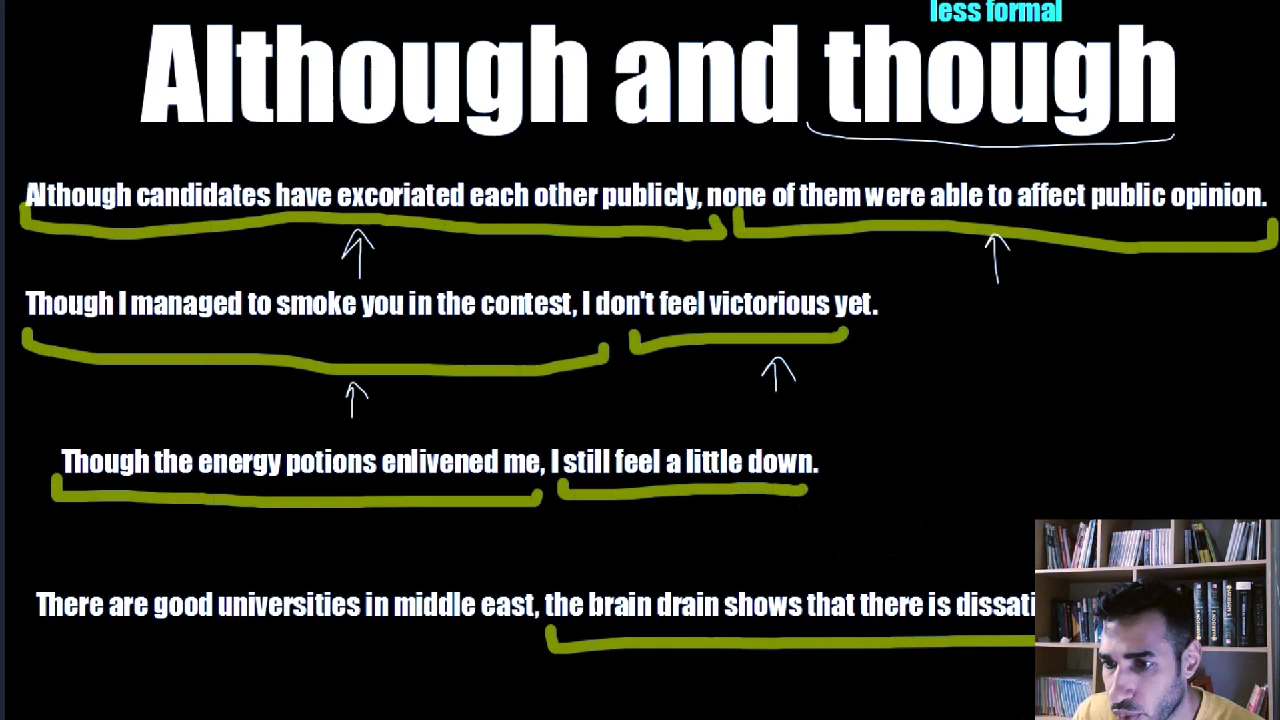 less formal
Although and though
Although candidates have excoriated each other publicly, none of them were able to affect public opinion.
Though I managed to smoke you in the contest, I don't feel victorious yet.
Though the energy potions enlivened me, I still feel a little down.
There are good universities in middle east, the brain drain shows that there is dissati